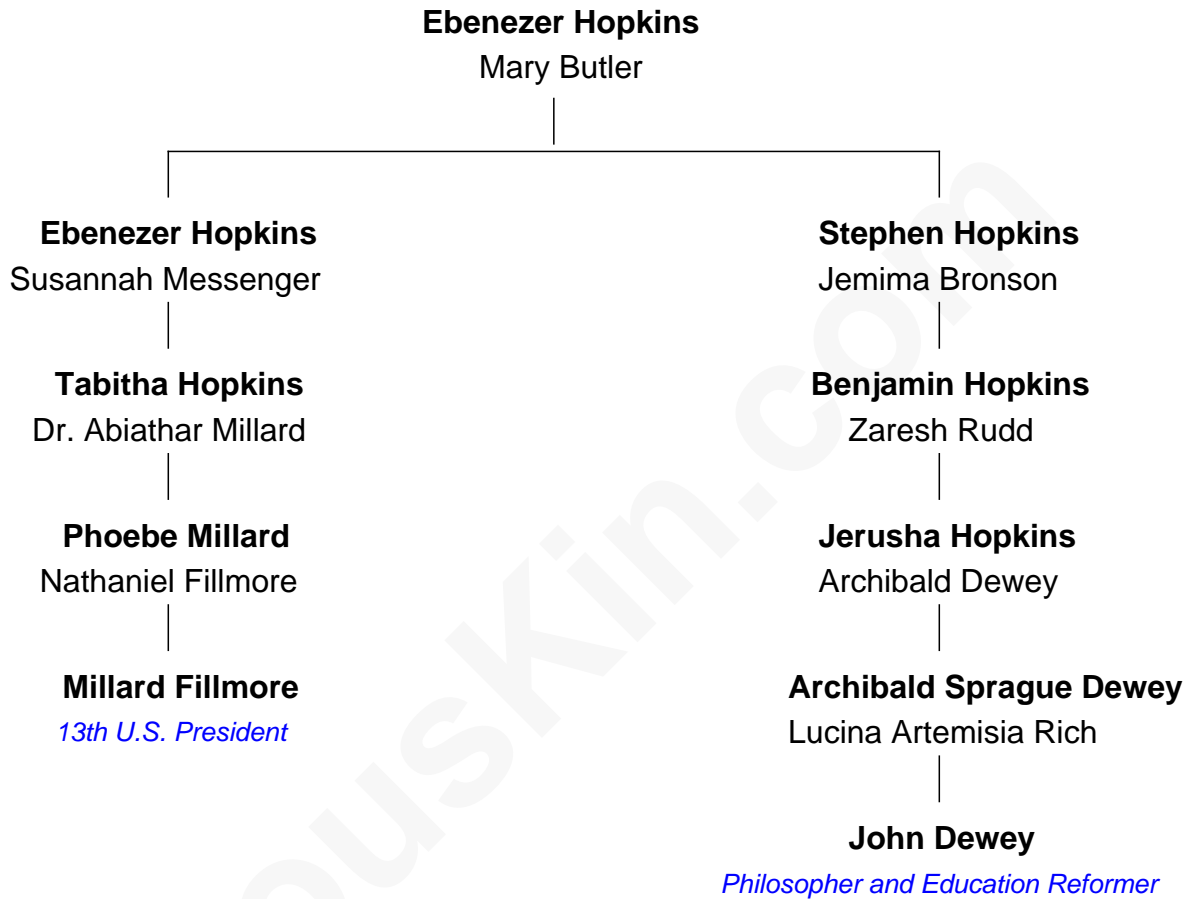 Ebenezer Hopkins
Mary Butler
Ebenezer Hopkins
Susannah Messenger
Tabitha Hopkins
Dr. Abiathar Millard
Phoebe Millard
Nathaniel Fillmore
Millard Fillmore
13th U.S. President
Stephen Hopkins
Jemima Bronson
Benjamin Hopkins
Zaresh Rudd
Jerusha Hopkins
Archibald Dewey
Archibald Sprague Dewey
Lucina Artemisia Rich
John Dewey
Philosopher and Education Reformer
ousKin.com